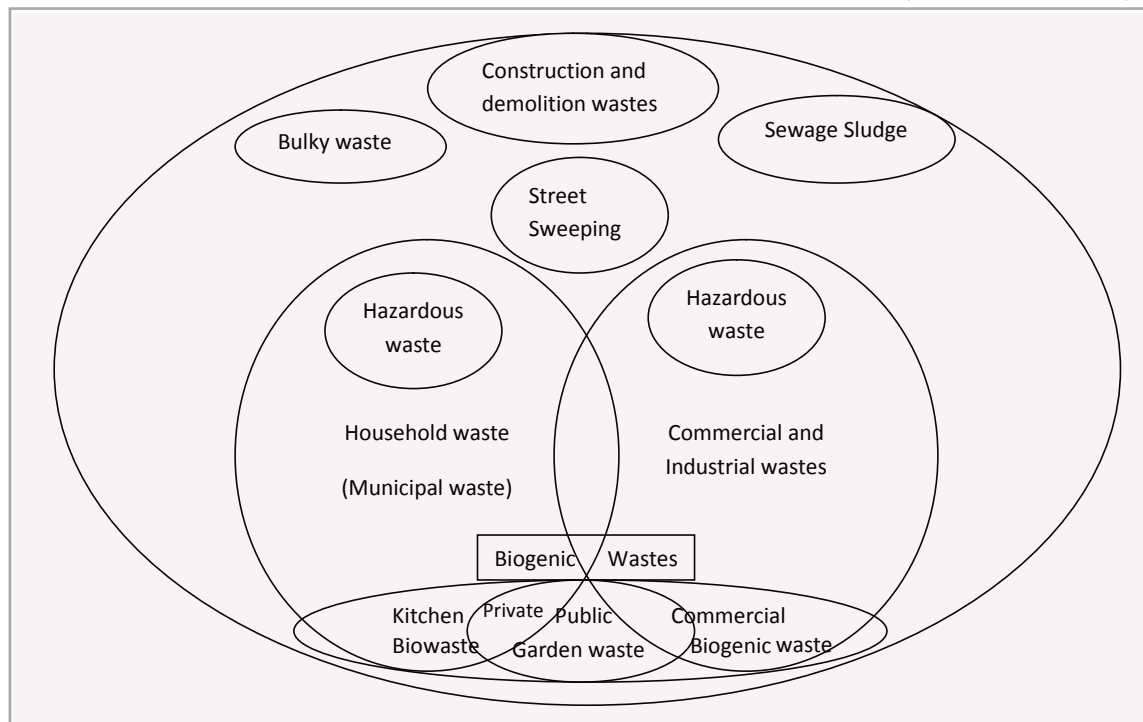 Construction and
demolition wastes
Bulky waste
Sewage Sludge
Street
Sweeping
Hazardous
waste
Hazardous
waste
Household waste
(Municipal waste)
Commercial and
Industrial wastes
Biogenic Wastes
Kitchen
Biowaste
Private
Public
Garden waste
Commercial
Biogenic waste